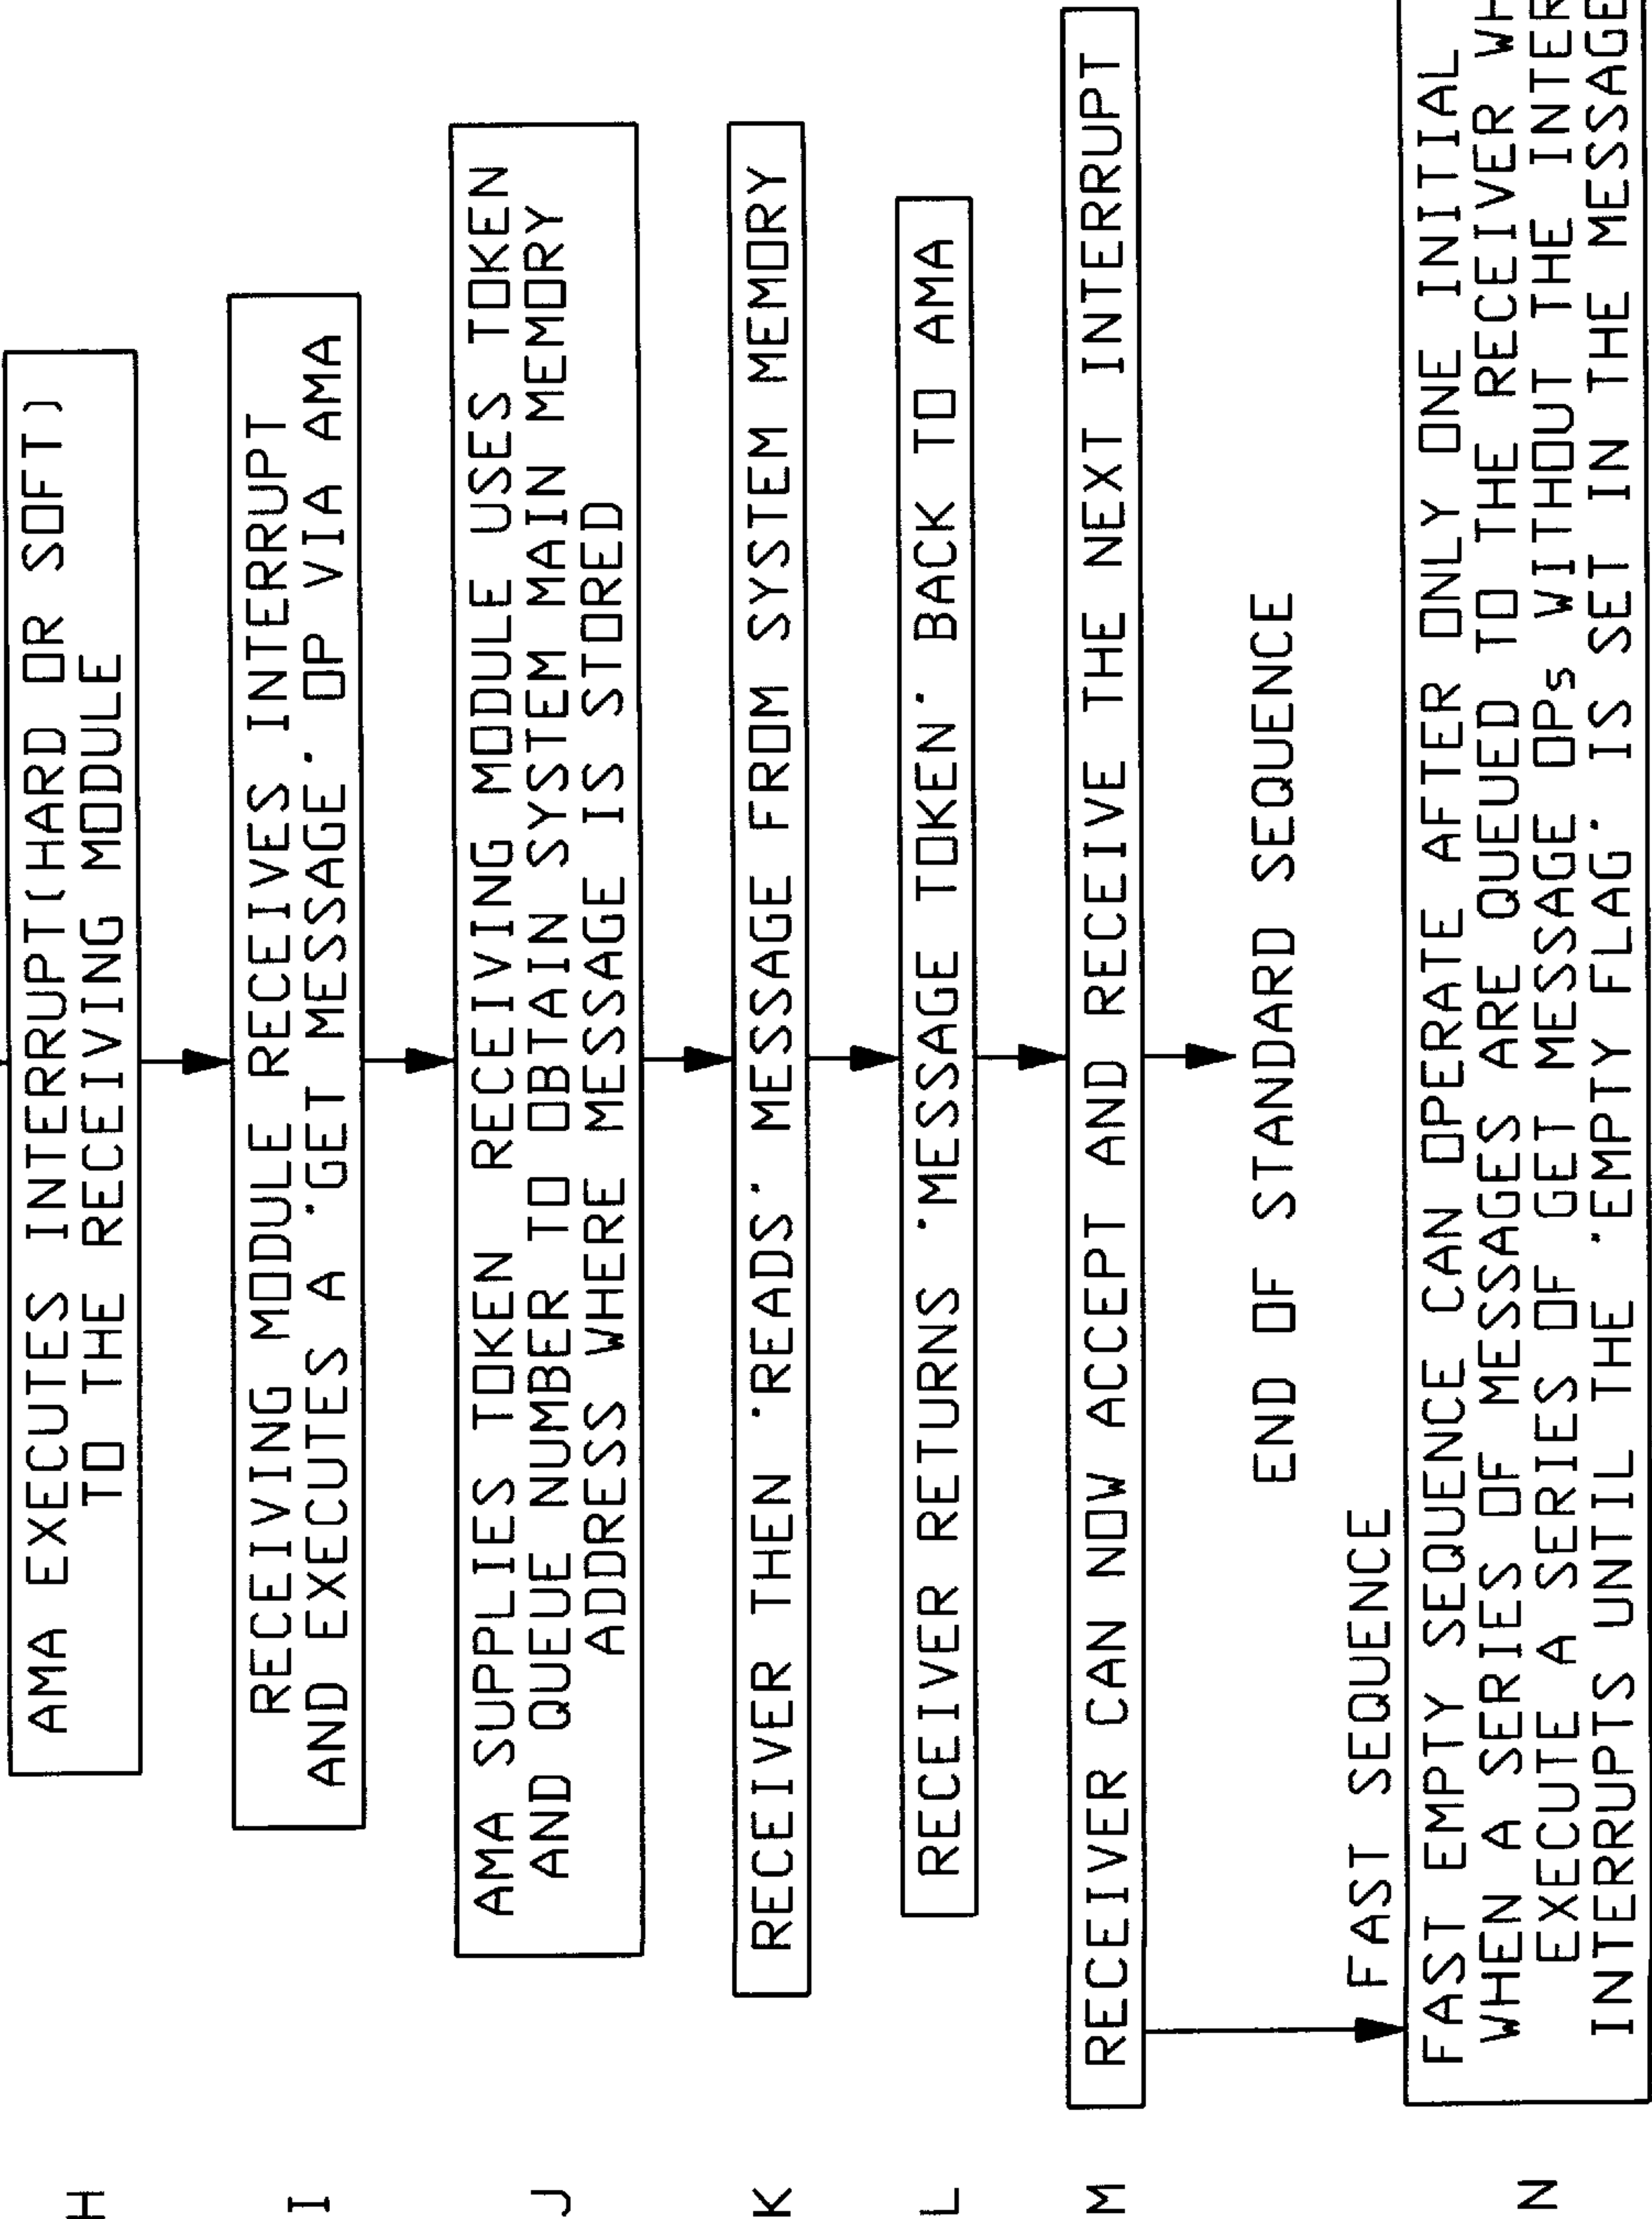 H
AMA EXECUTES INTERRUPT(HARD OR SOFT)
TO THE RECEIVING MODULE
I
RECEIVING MODULE RECEIVES INTERRUPT
AND EXECUTES A "GET MESSAGE" OP VIA AMA
J
AMA SUPPLIES TOKEN RECEIVING MODULE USES TOKEN
AND QUEUE NUMBER TO OBTAIN SYSTEM MAIN MEMORY
ADDRESS WHERE MESSAGE IS STORED
K
RECEIVER THEN "READS" MESSAGE FROM SYSTEM MEMORY
L
RECEIVER RETURNS "MESSAGE TOKEN" BACK TO AMA
M
RECEIVER CAN NOW ACCEPT AND RECEIVE THE NEXT INTERRUPT
END OF STANDARD SEQUENCE
FAST SEQUENCE
N
FAST EMPTY SEQUENCE CAN OPERATE AFTER ONLY ONE INITIAL
WHEN A SERIES OF MESSAGES ARE QUEUED TO THE RECEIVER
EXECUTE A SERIES OF GET MESSAGE OPs WITHOUT THE
INTERRUPTS UNTIL THE "EMPTY FLAG" IS SET IN THE MESSAGE